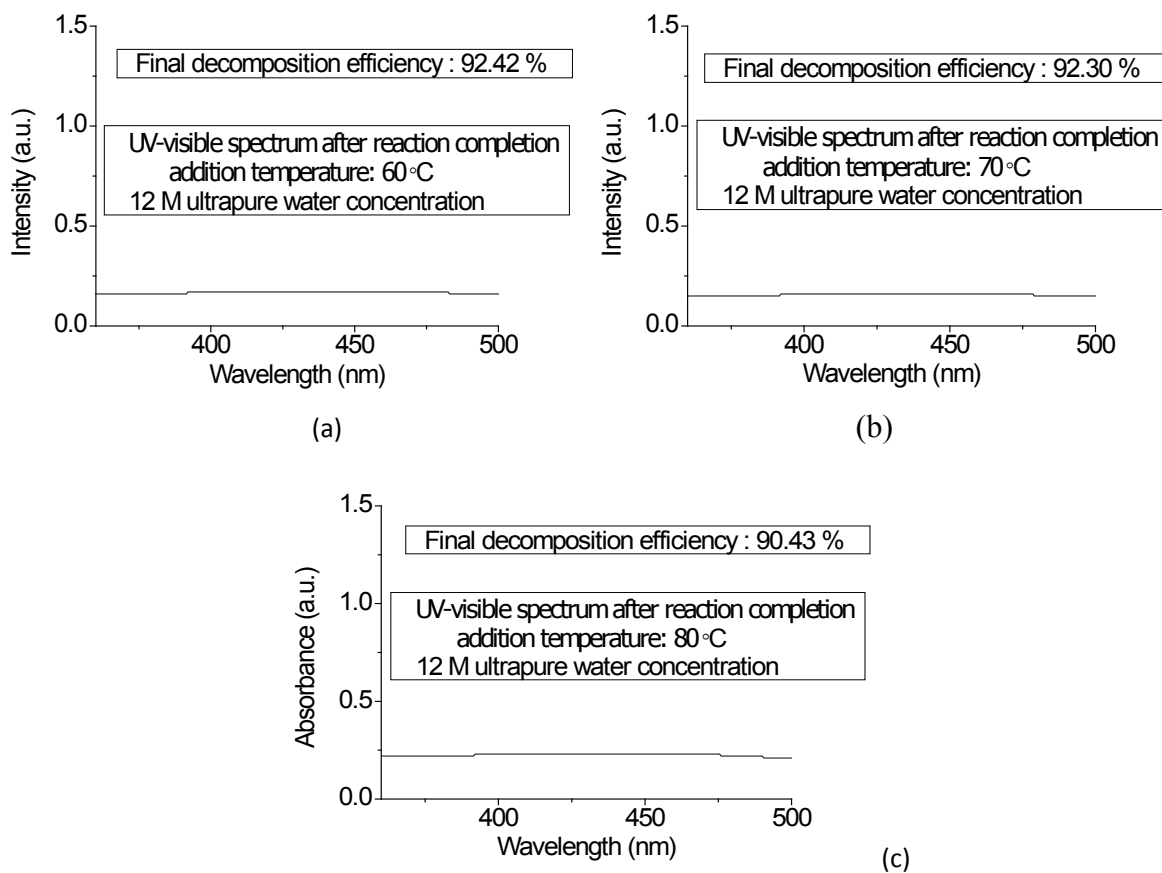 1.5
Final decomposition efficiency : 92.42 %
1.0
UV-visible spectrum after reaction completion
addition temperature: 60°C
12 M ultrapure water concentration
0.5
0.0
Intensity (a.u.)
400 450 500
Wavelength (nm)
(a)
1.5
Final decomposition efficiency : 92.30 %
1.0
UV-visible spectrum after reaction completion
addition temperature: 70°C
12 M ultrapure water concentration
0.5
0.0
Intensity (a.u.)
400 450 500
Wavelength (nm)
(b)
1.5
Final decomposition efficiency : 90.43 %
1.0
UV-visible spectrum after reaction completion
addition temperature: 80°C
12 M ultrapure water concentration
0.5
0.0
Absorbance (a.u.)
400 450 500
Wavelength (nm)
(c)